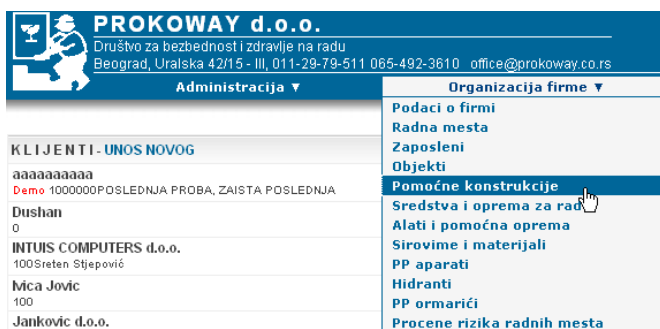 PROKOWAY d.o.o.
Društvo za bezbednost i zdravlje na radu
Beograd, Uralska 42/15 - III, 011-29-79-511 065-492-3610 office@prokoway.co.rs
Administracija ▼
Organizacija firme ▼
Podaci o firmi
Radna mesta
Zaposleni
Objekti
Pomoćne konstrukcije
Sredstva i oprema za rad
Alati i pomoćna oprema
Sirovime i materijali
PP aparati
Hidranti
PP ormarići
Procene rizika radnih mesta
KLIJENTI - UNOS NOVOG
aaaaaaaaaa
Demo 1000000POSLEDNJA PROBA, ZAISTA POSLEDNJA
Dushan
0
INTUIS COMPUTERS d.o.o.
100Sreten Stjepović
Ivica Jovic
100
Jankovic d.o.o.